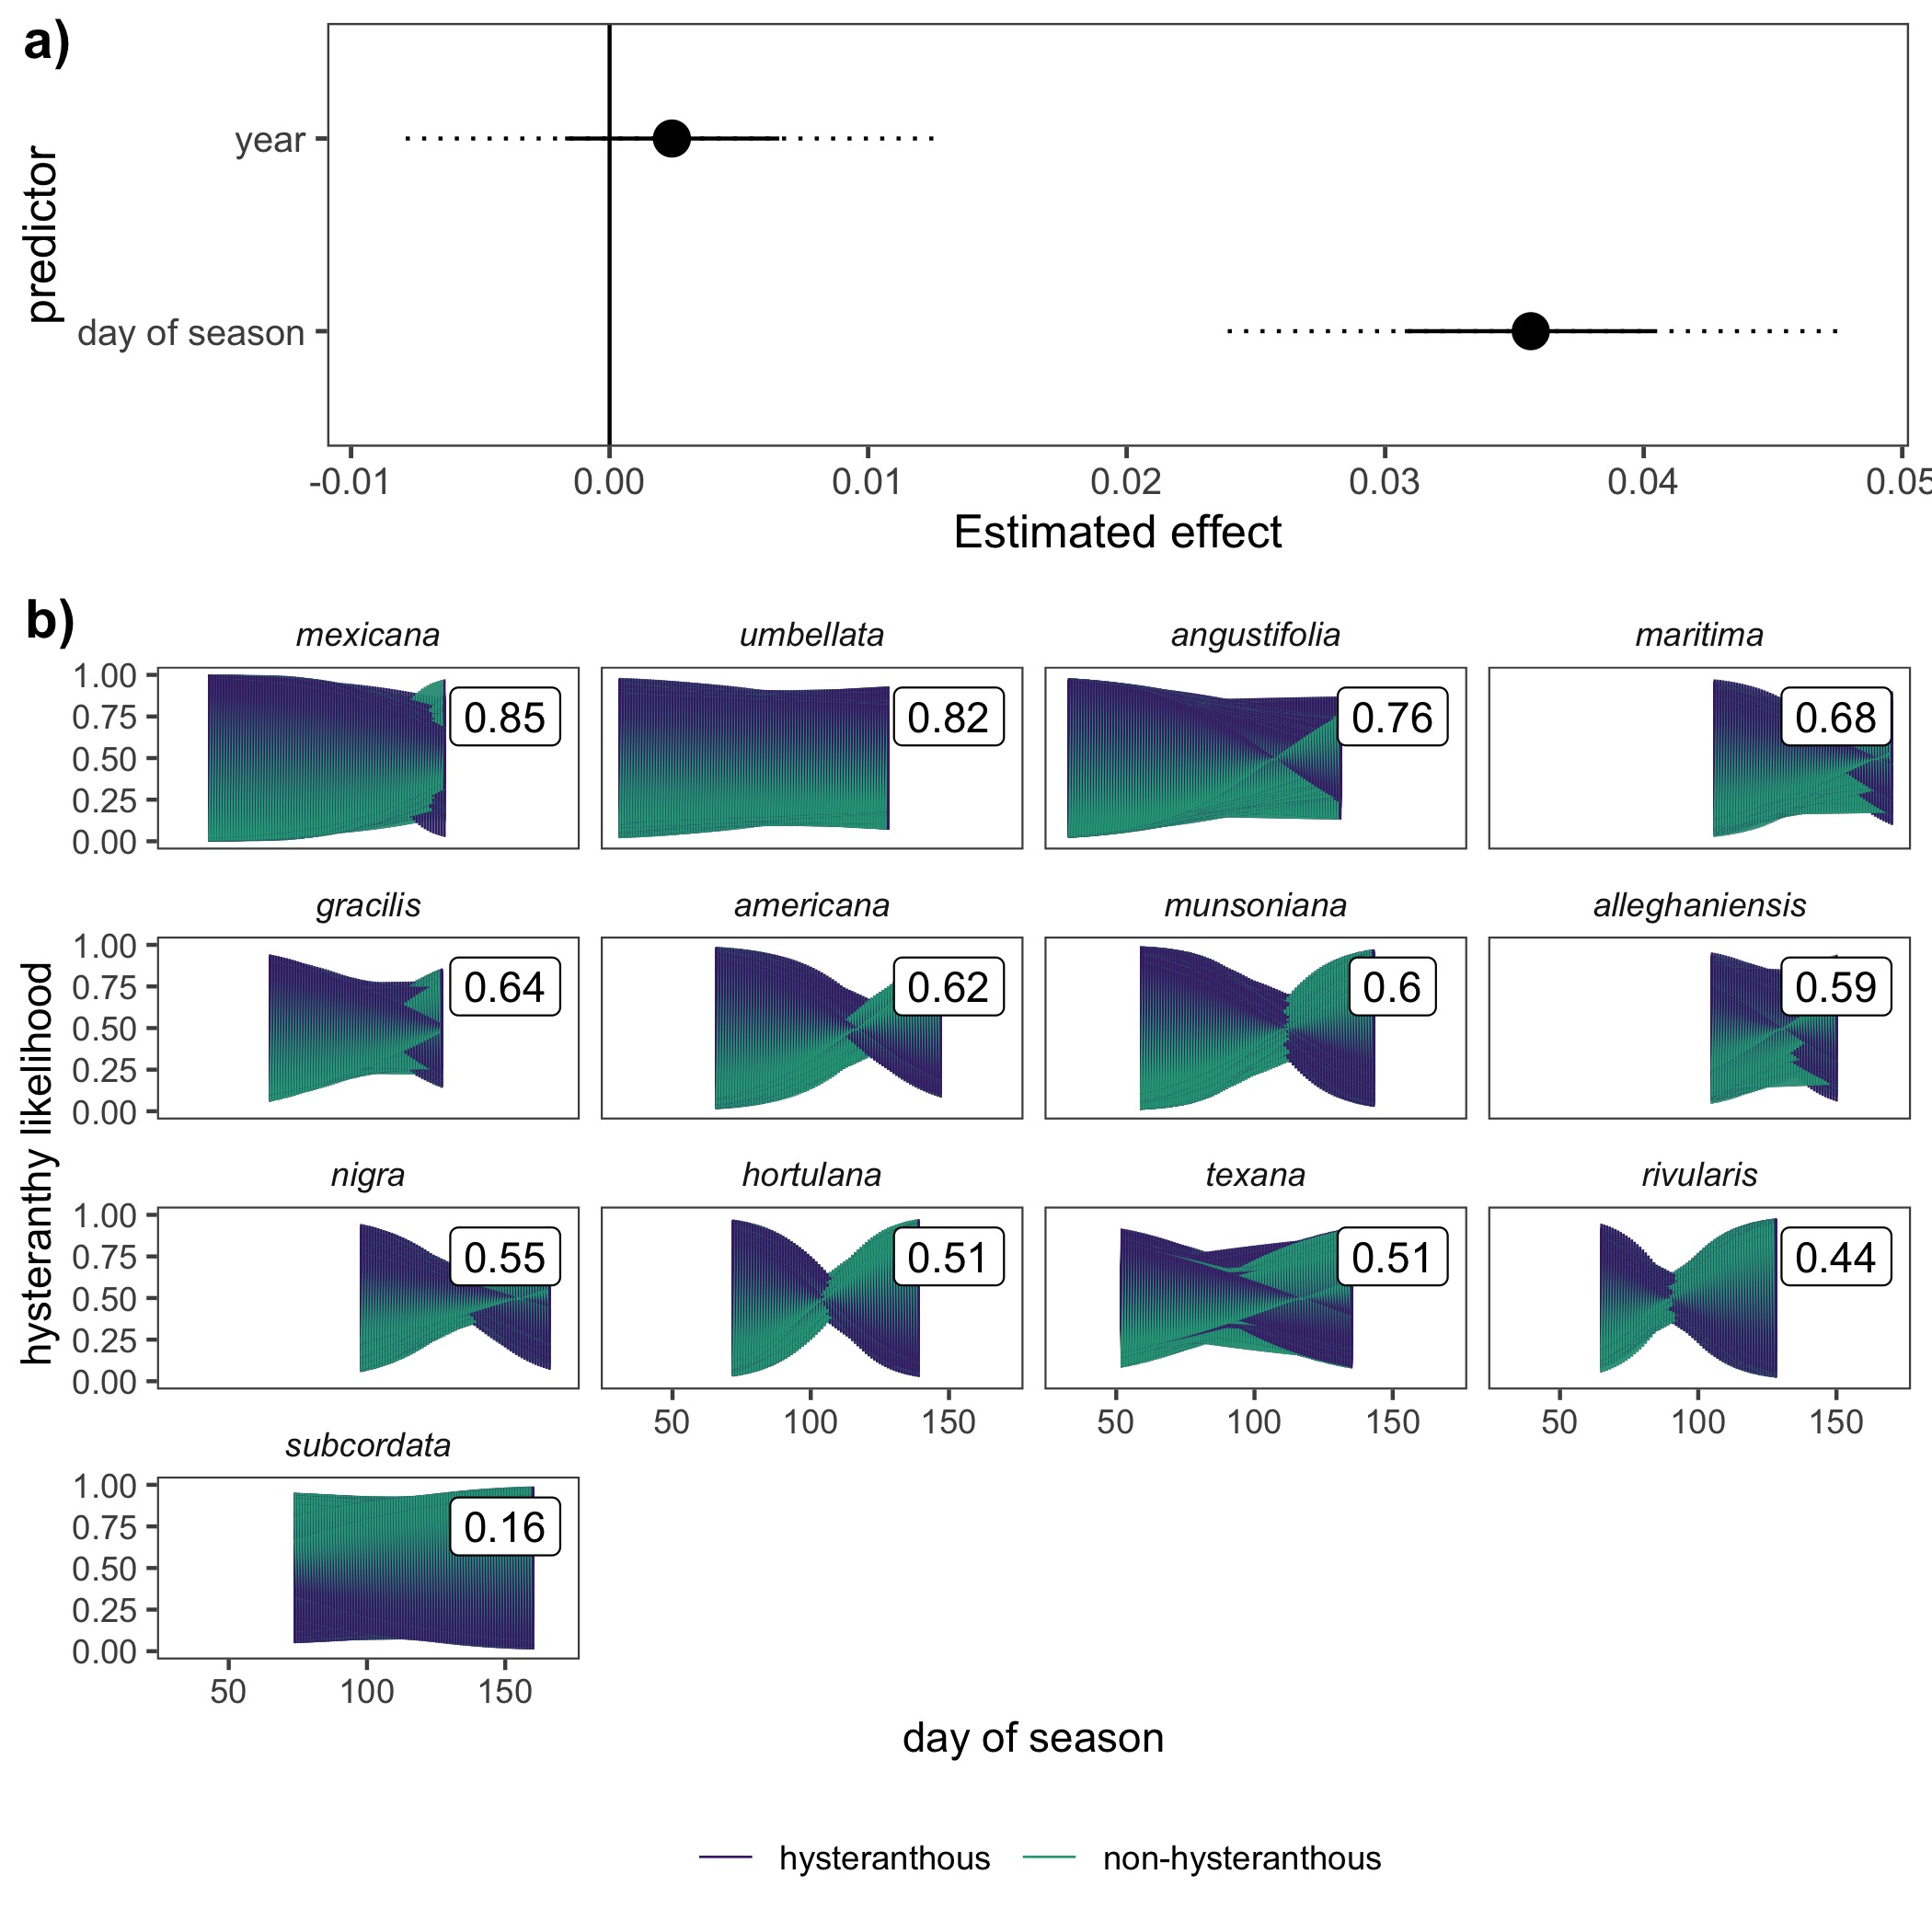 a)
predictor
year
day of season
-0.01 0.00 0.01 0.02 0.03 0.04 0.05
Estimated effect
b)
hysteranthy likelihood
mexicana umbellata angustifolia maritima
1.00
0.75
0.50
0.25
0.00
0.85 0.82 0.76 0.68
gracilis americana munsoniana alleghaniensis
1.00
0.75
0.50
0.25
0.00
0.64 0.62 0.6 0.59
nigra hortulana texana rivularis
1.00
0.75
0.50
0.25
0.00
0.55 0.51 0.51 0.44
50 100 150 50 100 150 50 100 150
subcordata
1.00
0.75
0.50
0.25
0.00
0.16
50 100 150
day of season
hysteranthous non-hysteranthous